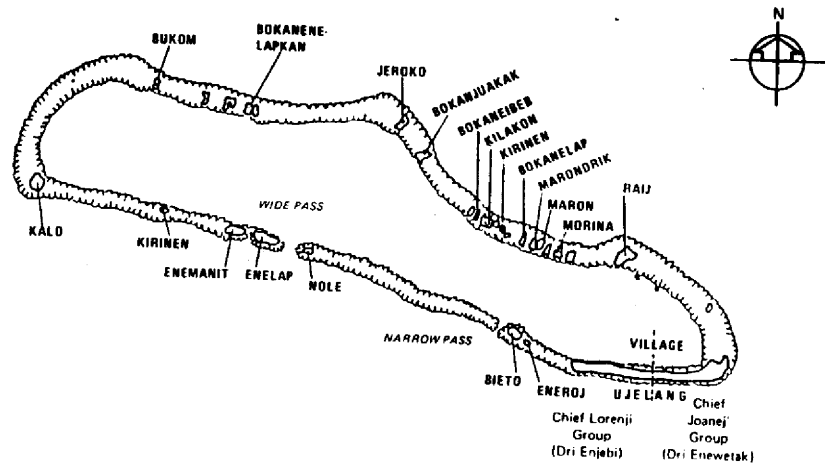 N
BUKOM
BOKANENE-
LAPKAN
JEROKO
BOKANJUAKAK
BOKANEIBEB
KILAKON
KIRINEN
BOKANELAP
MARONDRIK
MARON
MORINA
RAIJ
WIDE PASS
KALO
KIRINEN
ENEMANIT
ENELAP
NOLE
NARROW PASS
BIETO
ENEROJ
VILLAGE
UJELANG
Chief Lorenji
Group
(Dri Enjebi)
Chief
Joanej'
Group
(Dri Enewetak)